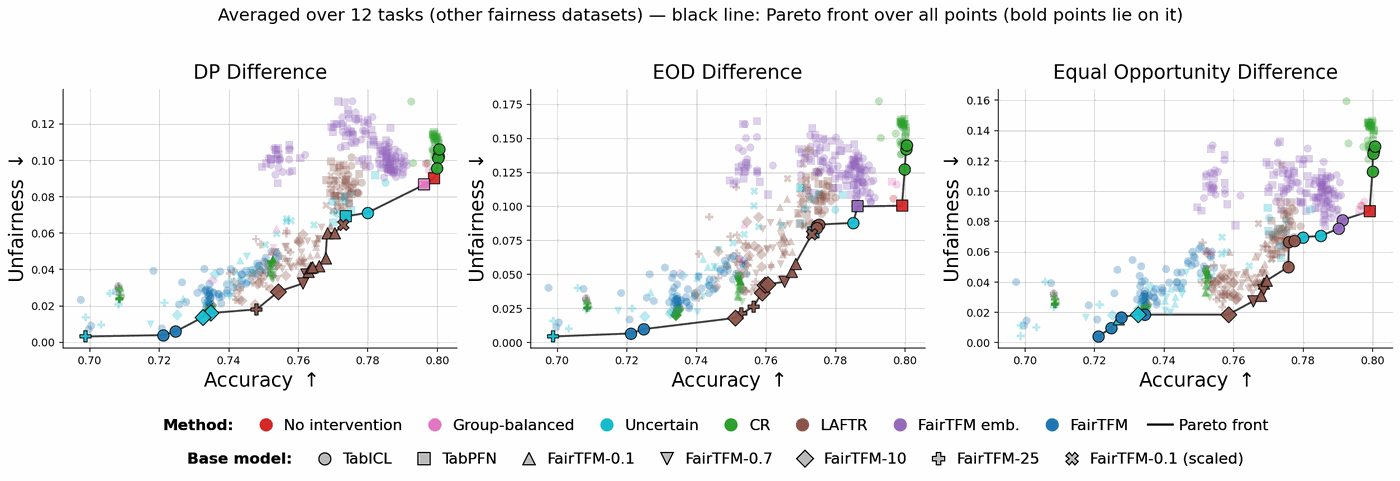 Averaged over 12 tasks (other fairness datasets) — black line: Pareto front over all points (bold points lie on it)
DP Difference
EOD Difference
Equal Opportunity Difference
Unfairness ↓
0.12
0.10
0.08
0.06
0.04
0.02
0.00
0.70 0.72 0.74 0.76 0.78 0.80
Accuracy ↑
Unfairness ↓
0.175
0.150
0.125
0.100
0.075
0.050
0.025
0.000
0.70 0.72 0.74 0.76 0.78 0.80
Accuracy ↑
Unfairness ↓
0.16
0.14
0.12
0.10
0.08
0.06
0.04
0.02
0.00
0.70 0.72 0.74 0.76 0.78 0.80
Accuracy ↑
Method: No intervention Group-balanced Uncertain CR LAFTR FairTFM emb. FairTFM Pareto front
Base model: TabICL TabPFN FairTFM-0.1 FairTFM-0.7 FairTFM-10 FairTFM-25 FairTFM-0.1 (scaled)